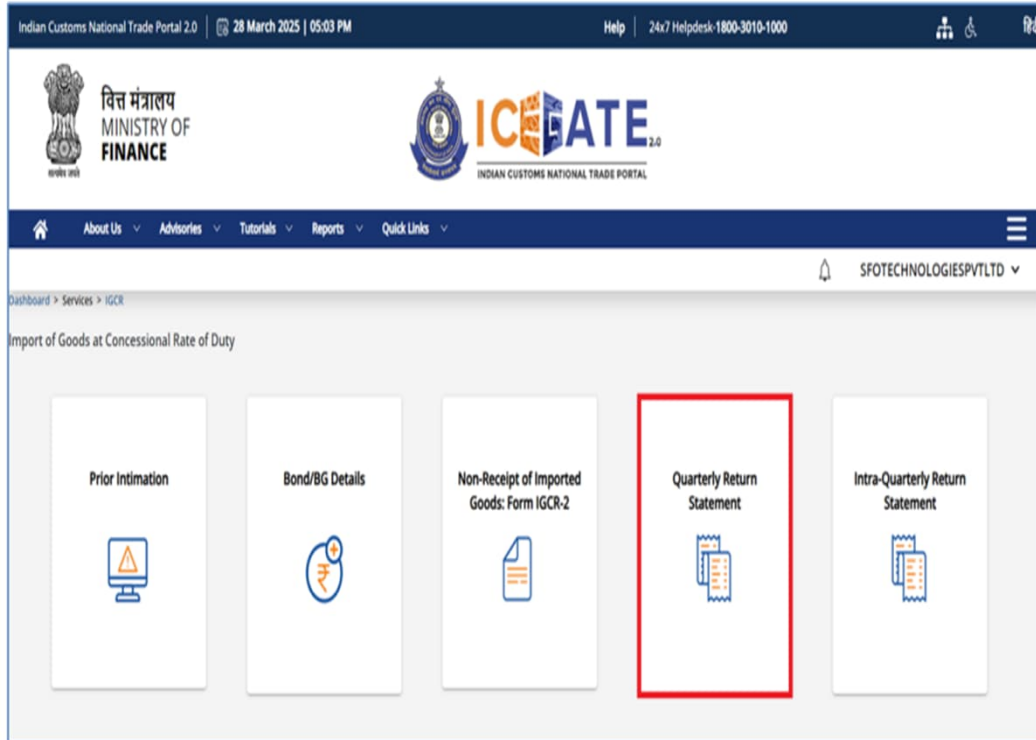 Indian Customs National Trade Portal 2.0 | 28 March 2025 | 05:03 PM Help | 24x7 Helpdesk-1800-3010-1000
वित्त मंत्रालय
MINISTRY OF
FINANCE
सत्यमेव जयते
ICEGATE 2.0
INDIAN CUSTOMS NATIONAL TRADE PORTAL
About Us Advisories Tutorials Reports Quick Links
SFOTECHNOLOGIESPVTLTD
Dashboard > Services > IGCR
Import of Goods at Concessional Rate of Duty
Prior Intimation
Bond/BG Details
Non-Receipt of Imported
Goods: Form IGCR-2
Quarterly Return
Statement
Intra-Quarterly Return
Statement